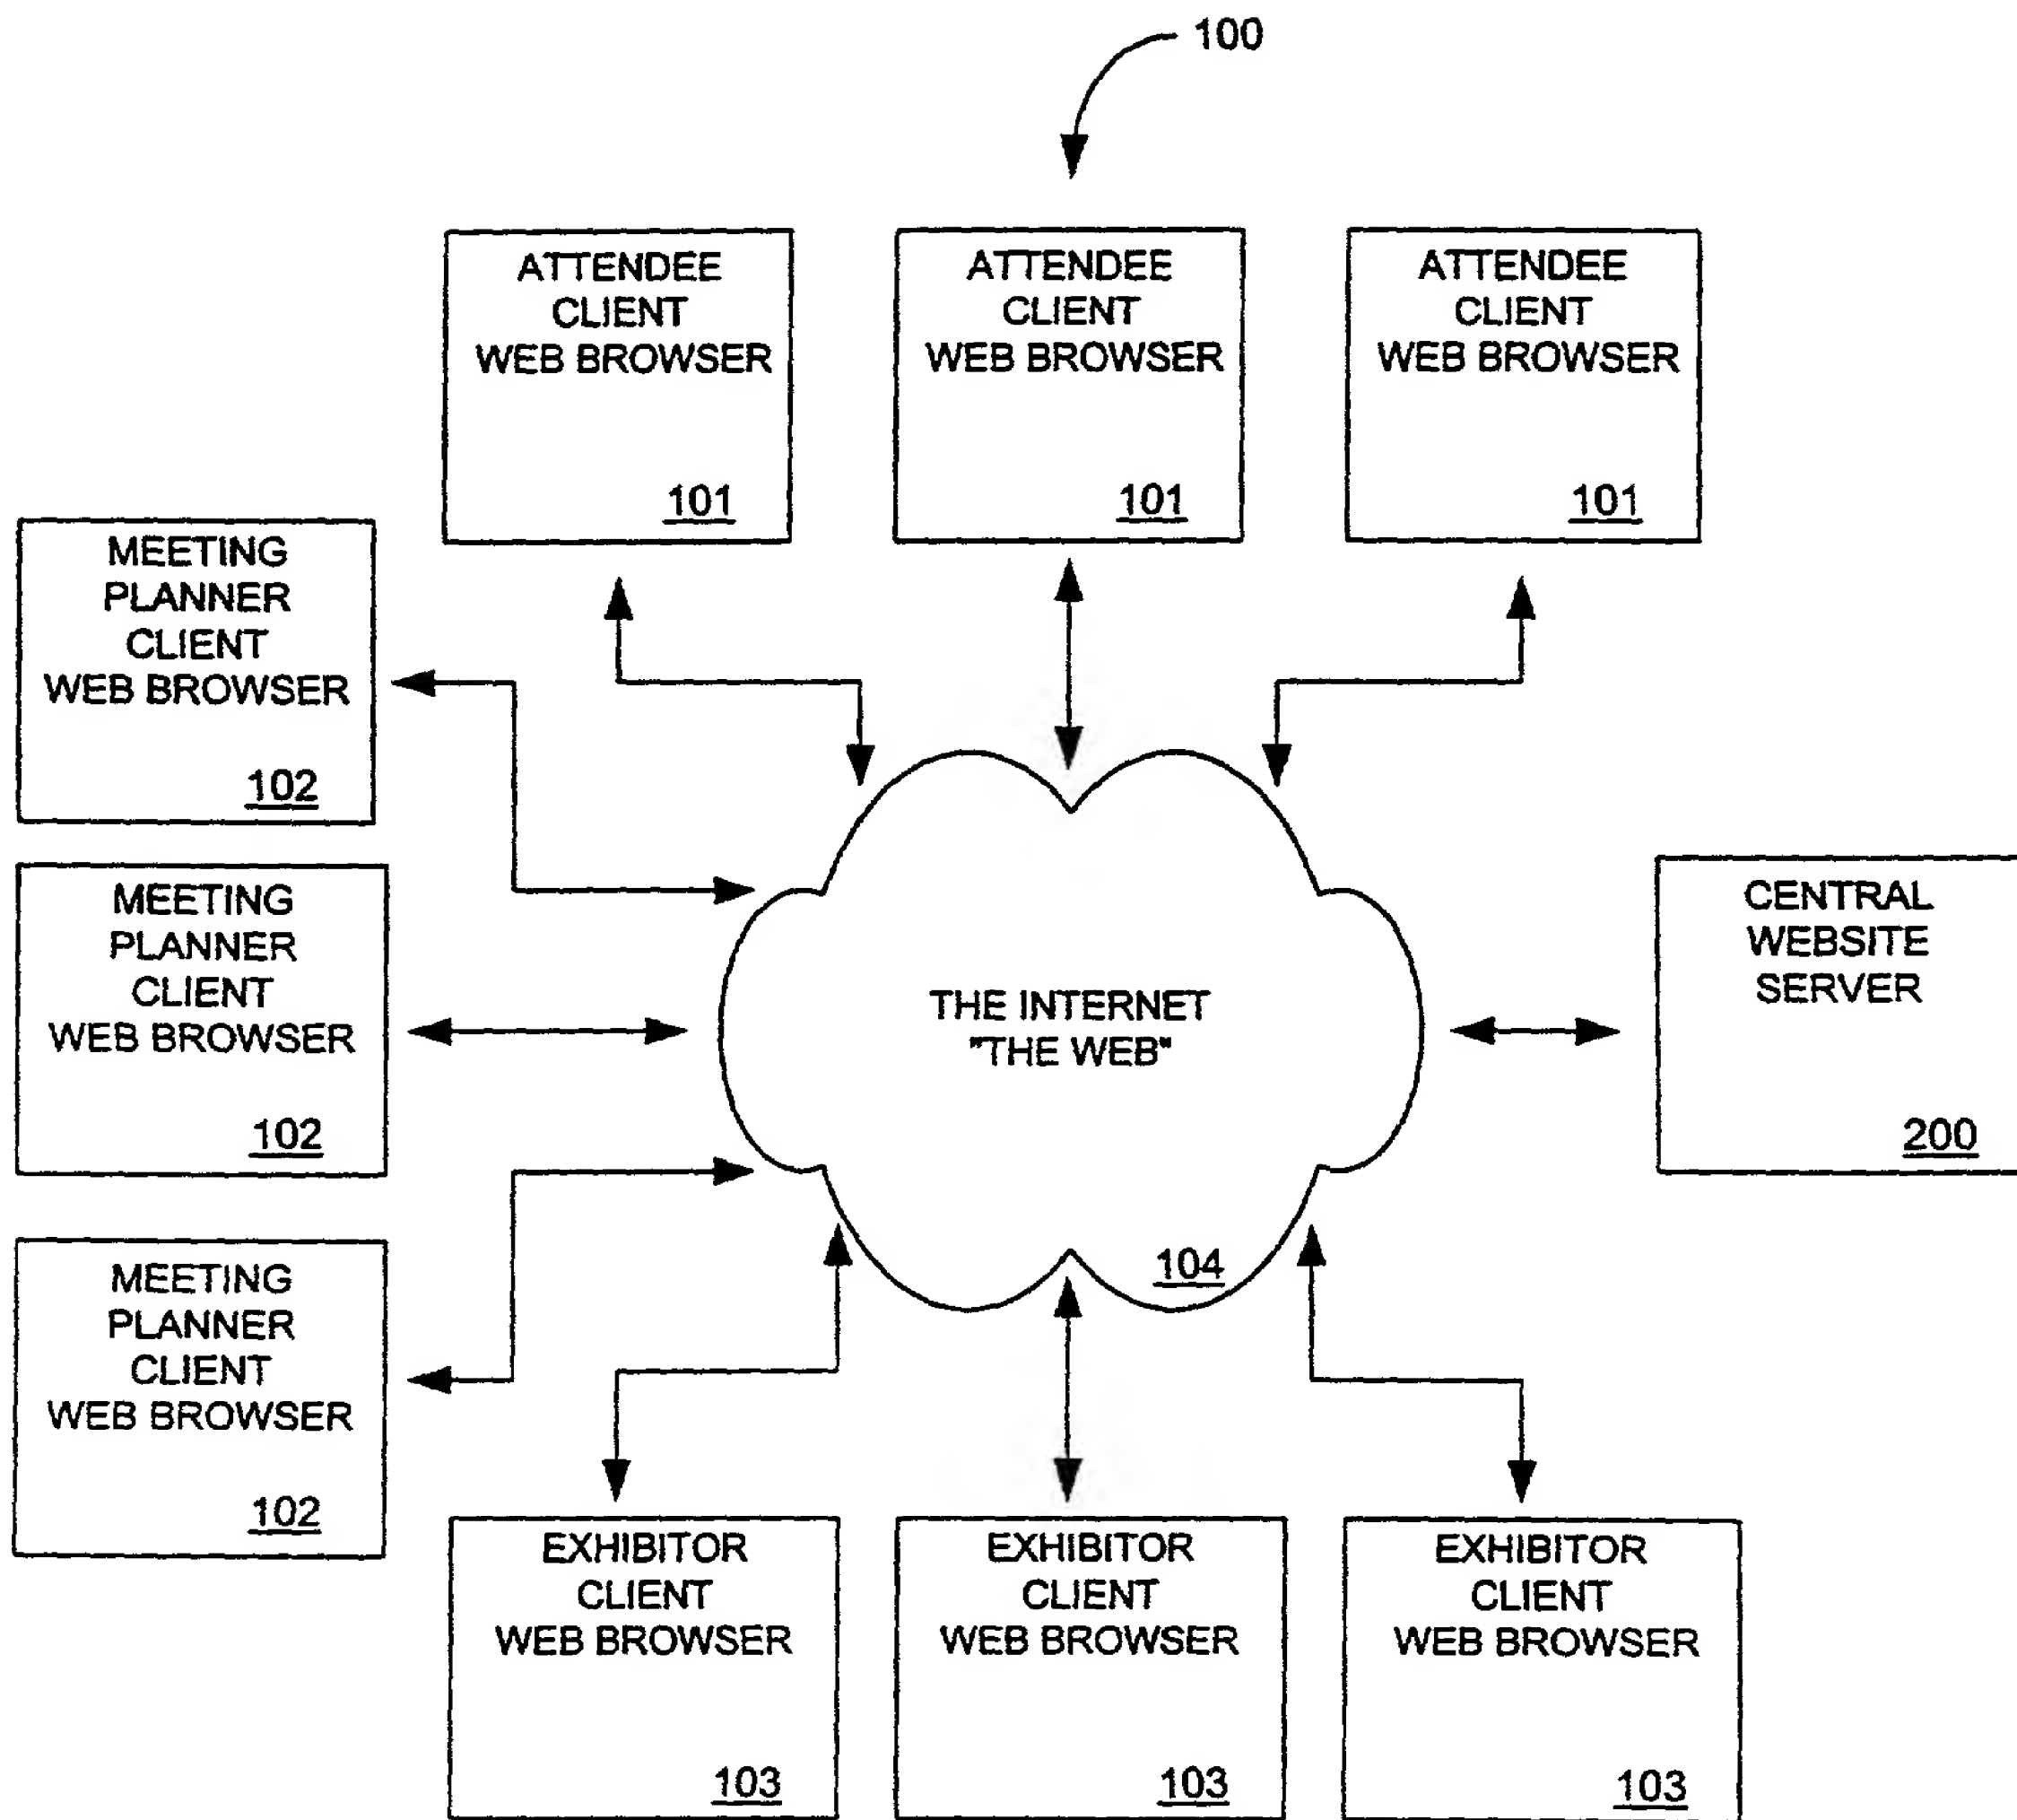 100
ATTENDEE
CLIENT
WEB BROWSER
101
ATTENDEE
CLIENT
WEB BROWSER
101
ATTENDEE
CLIENT
WEB BROWSER
101
MEETING
PLANNER
CLIENT
WEB BROWSER
102
MEETING
PLANNER
CLIENT
WEB BROWSER
102
MEETING
PLANNER
CLIENT
WEB BROWSER
102
THE INTERNET
"THE WEB"
104
CENTRAL
WEBSITE
SERVER
200
EXHIBITOR
CLIENT
WEB BROWSER
103
EXHIBITOR
CLIENT
WEB BROWSER
103
EXHIBITOR
CLIENT
WEB BROWSER
103